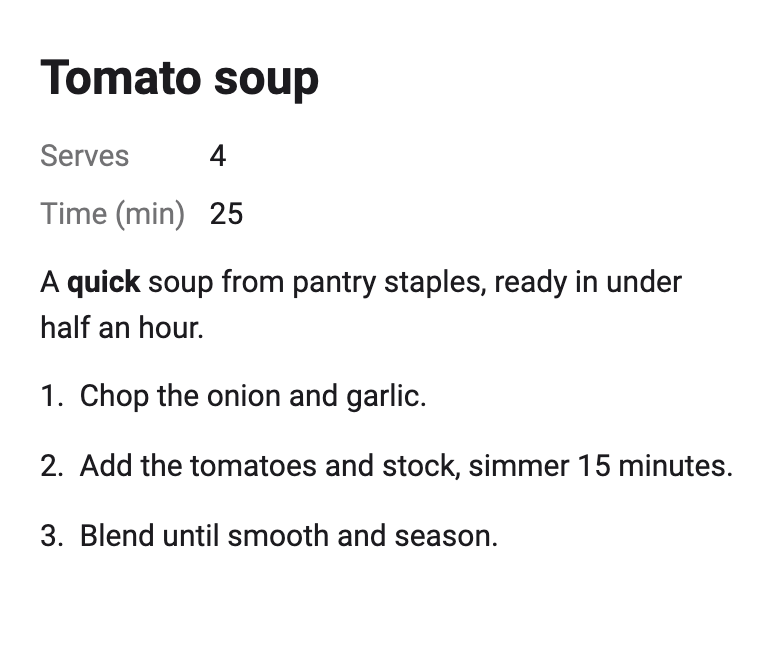 Tomato soup
Serves 4
Time (min) 25
A quick soup from pantry staples, ready in under
half an hour.
1. Chop the onion and garlic.
2. Add the tomatoes and stock, simmer 15 minutes.
3. Blend until smooth and season.